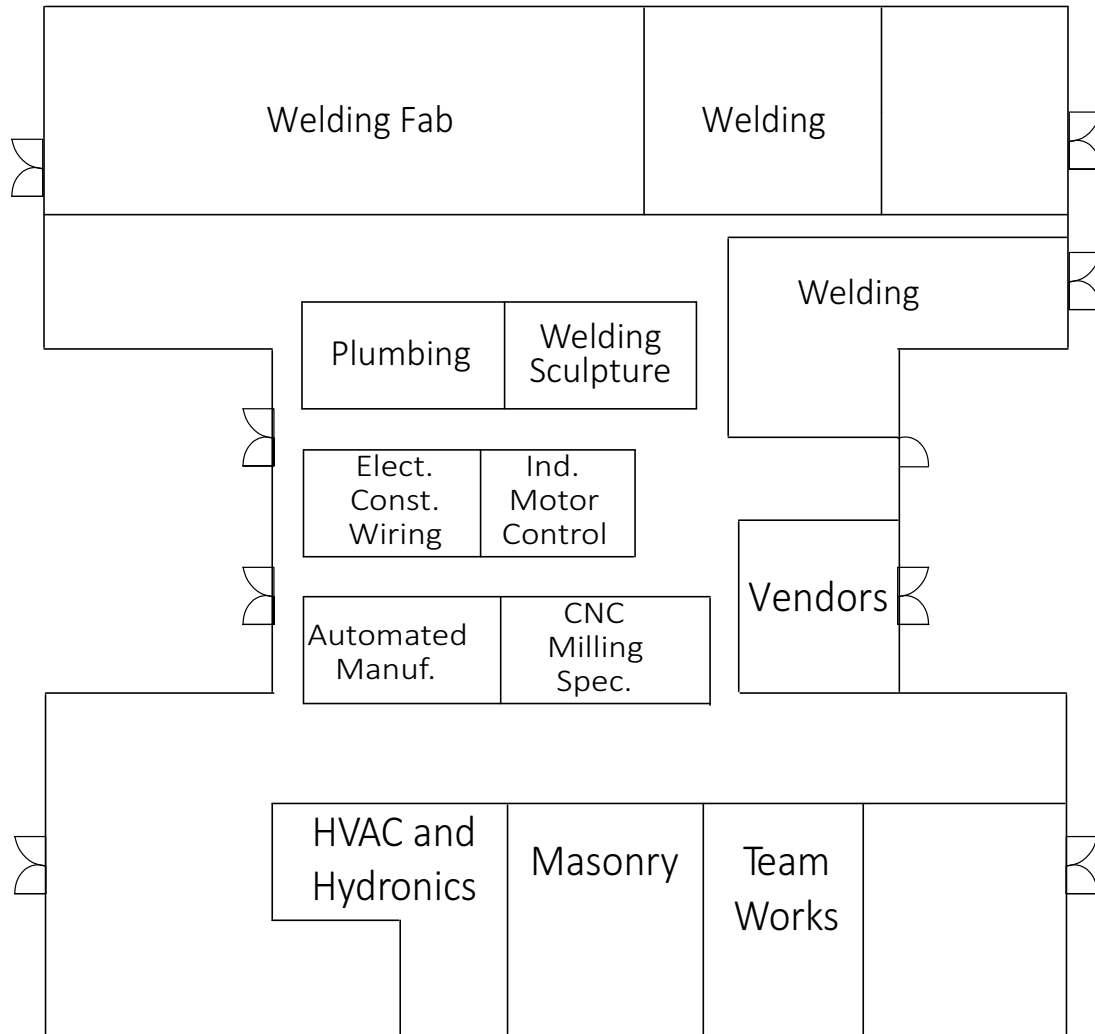 Welding Fab
Welding
Welding
Plumbing
Welding
Sculpture
Elect.
Const.
Wiring
Ind.
Motor
Control
Vendors
Automated
Manuf.
CNC
Milling
Spec.
HVAC and
Hydronics
Masonry
Team
Works